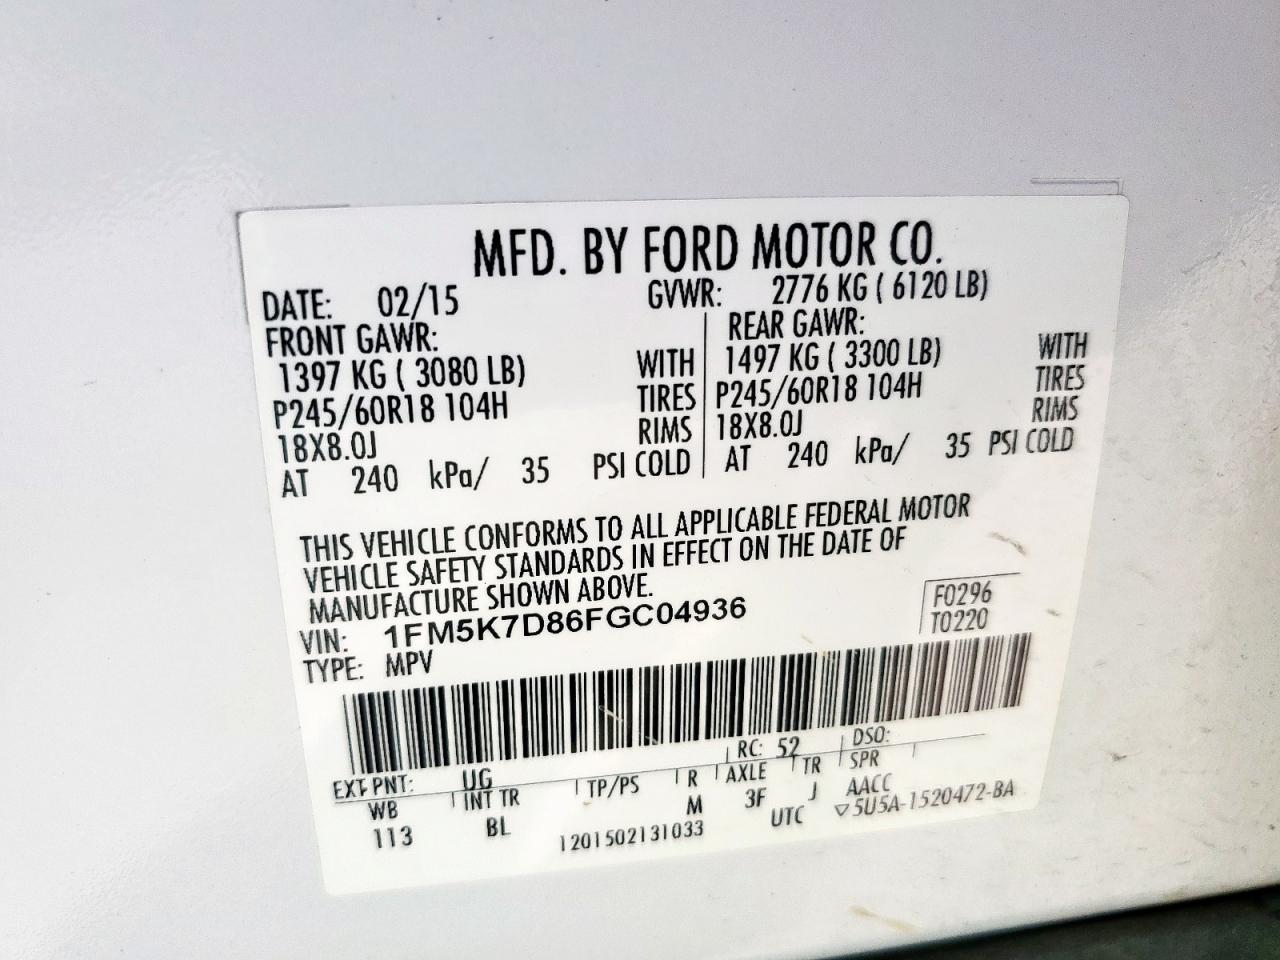 MFD. BY FORD MOTOR CO.
DATE: 02/15 GVWR: 2776 KG ( 6120 LB)
FRONT GAWR: REAR GAWR:
1397 KG ( 3080 LB) WITH 1497 KG ( 3300 LB) WITH
P245/60R18 104H TIRES P245/60R18 104H TIRES
18X8.0J RIMS 18X8.0J RIMS
AT 240 kPa/ 35 PSI COLD AT 240 kPa/ 35 PSI COLD
THIS VEHICLE CONFORMS TO ALL APPLICABLE FEDERAL MOTOR
VEHICLE SAFETY STANDARDS IN EFFECT ON THE DATE OF
MANUFACTURE SHOWN ABOVE.
VIN: 1FM5K7D86FGC04936 F0296
TYPE: MPV T0220
EXT PNT: UG RC: 52 DSO:
WB INT TR TP/PS R AXLE TR SPR
113 BL M 3F J AACC
1201502131033 UTC ▽5U5A-1520472-BA